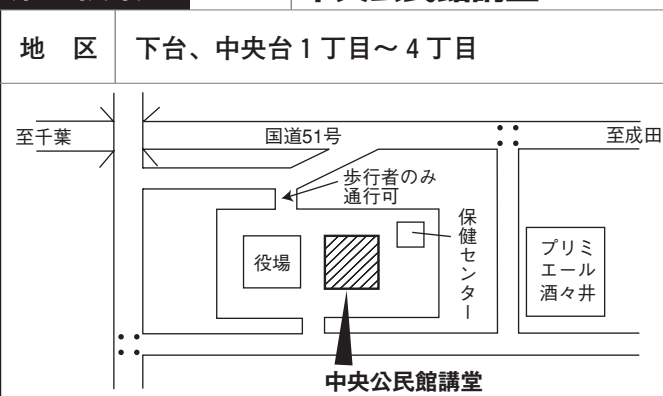 中央公民館講堂
地 区
下台、中央台1丁目～4丁目
至千葉
国道51号
至成田
歩行者のみ
通行可
保健センター
役場
プリミ
エール
酒々井
中央公民館講堂